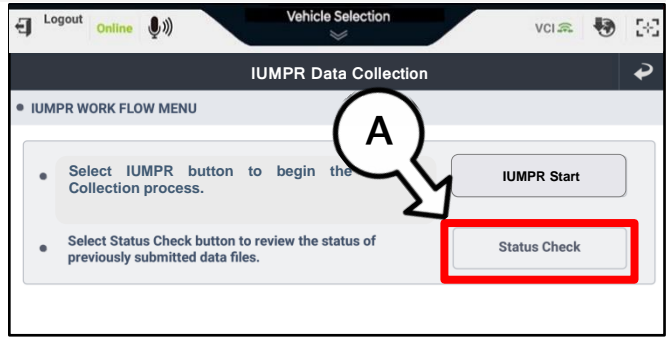 Logout
Online
Vehicle Selection
VCI
IUMPR Data Collection
IUMPR WORK FLOW MENU
A
Select IUMPR button to begin the
Collection process.
IUMPR Start
Select Status Check button to review the status of
previously submitted data files.
Status Check